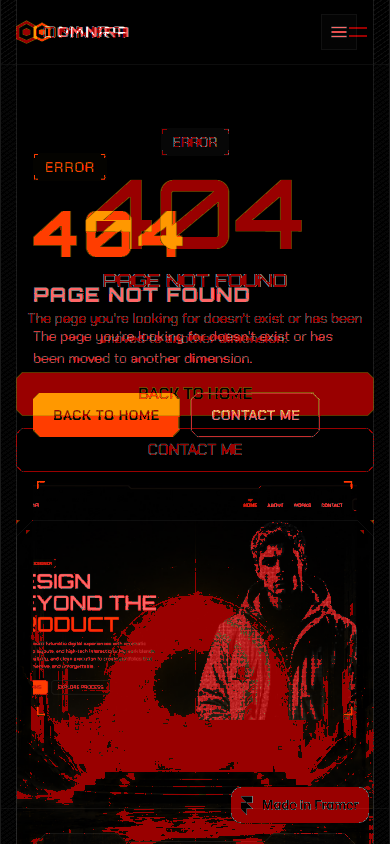 OMNIRA
ERROR
ERROR
404
404
PAGE NOT FOUND
PAGE NOT FOUND
The page you're looking for doesn't exist or has been
The page you're looking for doesn't exist or has
been moved to another dimension.
BACK TO HOME
BACK TO HOME
CONTACT ME
CONTACT ME
HOME
ABOUT
WORKS
CONTACT
ESIGN
EYOND THE
RODUCT
EXPLORE PROCESS
Made in Framer